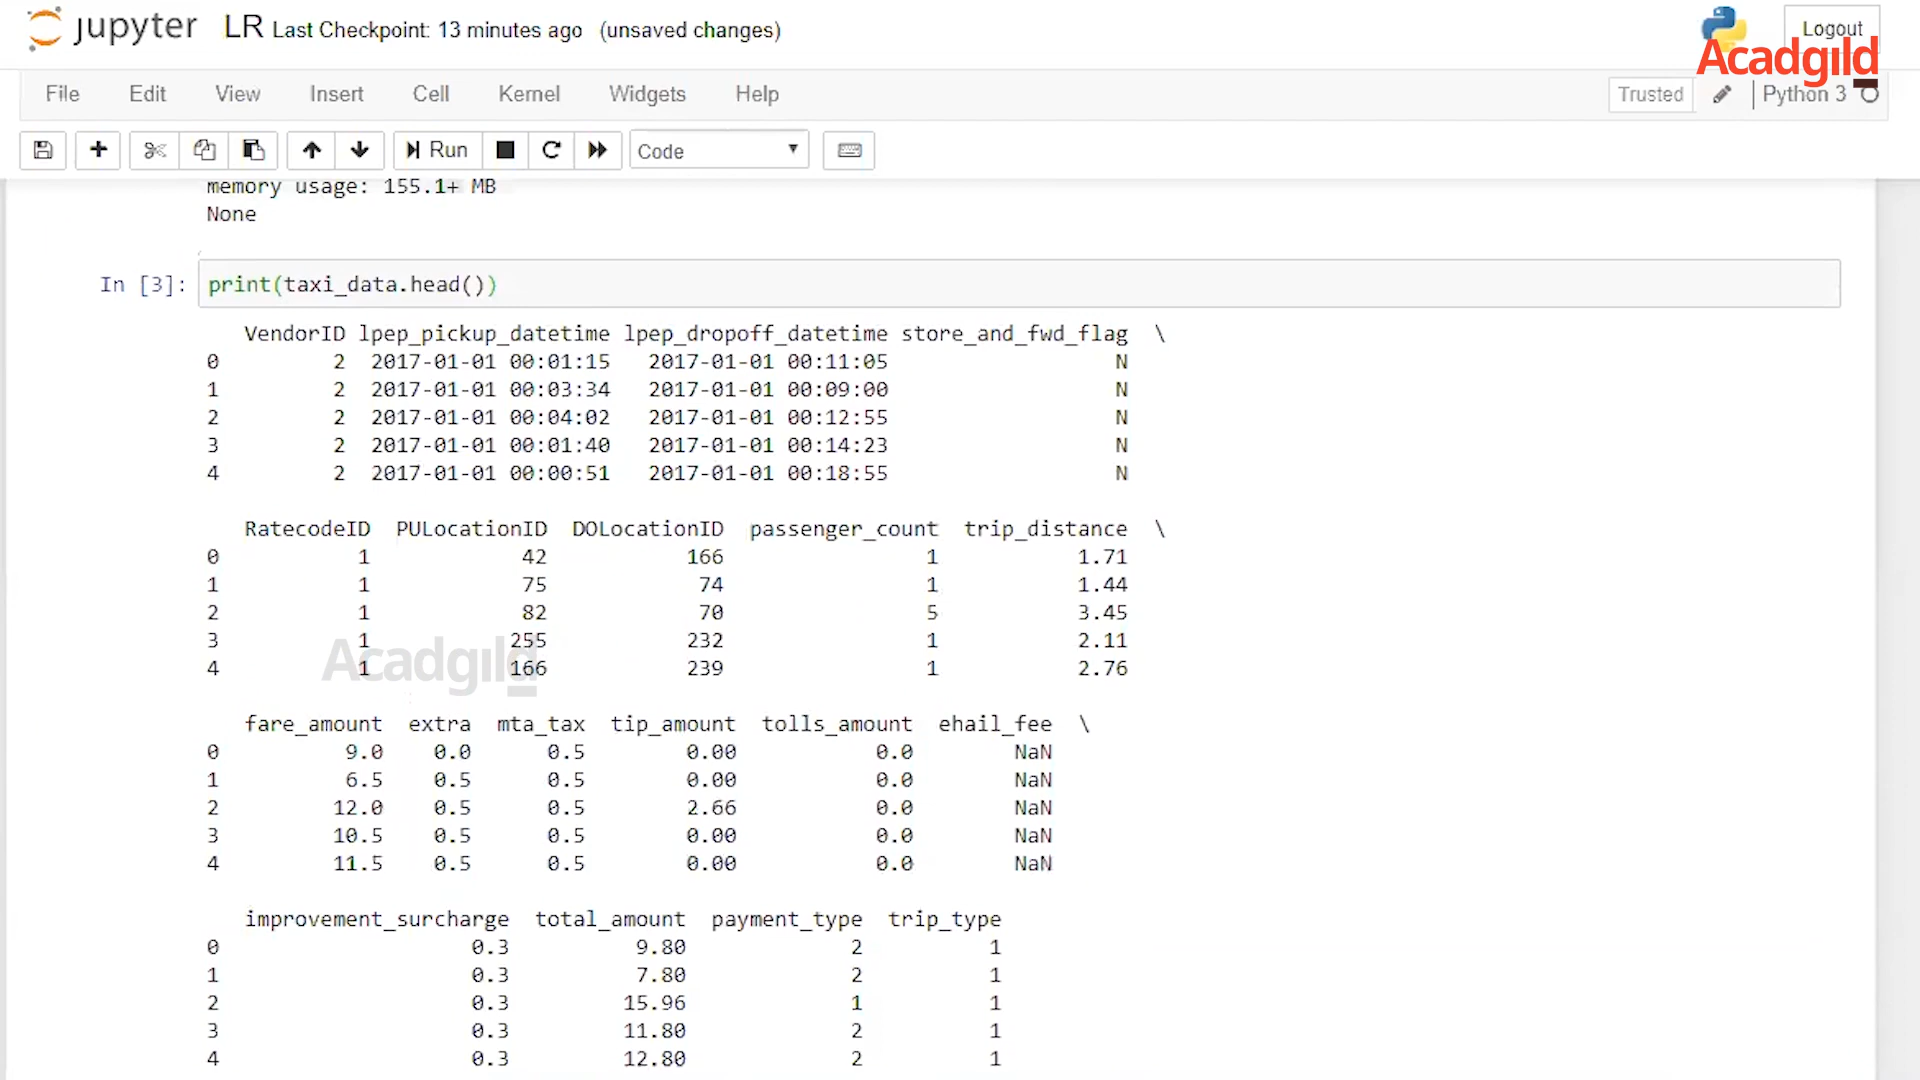 jupyter LR Last Checkpoint: 13 minutes ago (unsaved changes) Logout
Acadgild
File Edit View Insert Cell Kernel Widgets Help Trusted Python 3
Run Code
memory usage: 155.1+ MB
None
In [3]: print(taxi_data.head())
VendorID lpep_pickup_datetime lpep_dropoff_datetime store_and_fwd_flag \
0 2 2017-01-01 00:01:15 2017-01-01 00:11:05 N
1 2 2017-01-01 00:03:34 2017-01-01 00:09:00 N
2 2 2017-01-01 00:04:02 2017-01-01 00:12:55 N
3 2 2017-01-01 00:01:40 2017-01-01 00:14:23 N
4 2 2017-01-01 00:00:51 2017-01-01 00:18:55 N
RatecodeID PULocationID DOLocationID passenger_count trip_distance \
0 1 42 166 1 1.71
1 1 75 74 1 1.44
2 1 82 70 5 3.45
3 1 255 232 1 2.11
4 1 166 239 1 2.76
Acadgild
fare_amount extra mta_tax tip_amount tolls_amount ehail_fee \
0 9.0 0.0 0.5 0.00 0.0 NaN
1 6.5 0.5 0.5 0.00 0.0 NaN
2 12.0 0.5 0.5 2.66 0.0 NaN
3 10.5 0.5 0.5 0.00 0.0 NaN
4 11.5 0.5 0.5 0.00 0.0 NaN
improvement_surcharge total_amount payment_type trip_type
0 0.3 9.80 2 1
1 0.3 7.80 2 1
2 0.3 15.96 1 1
3 0.3 11.80 2 1
4 0.3 12.80 2 1